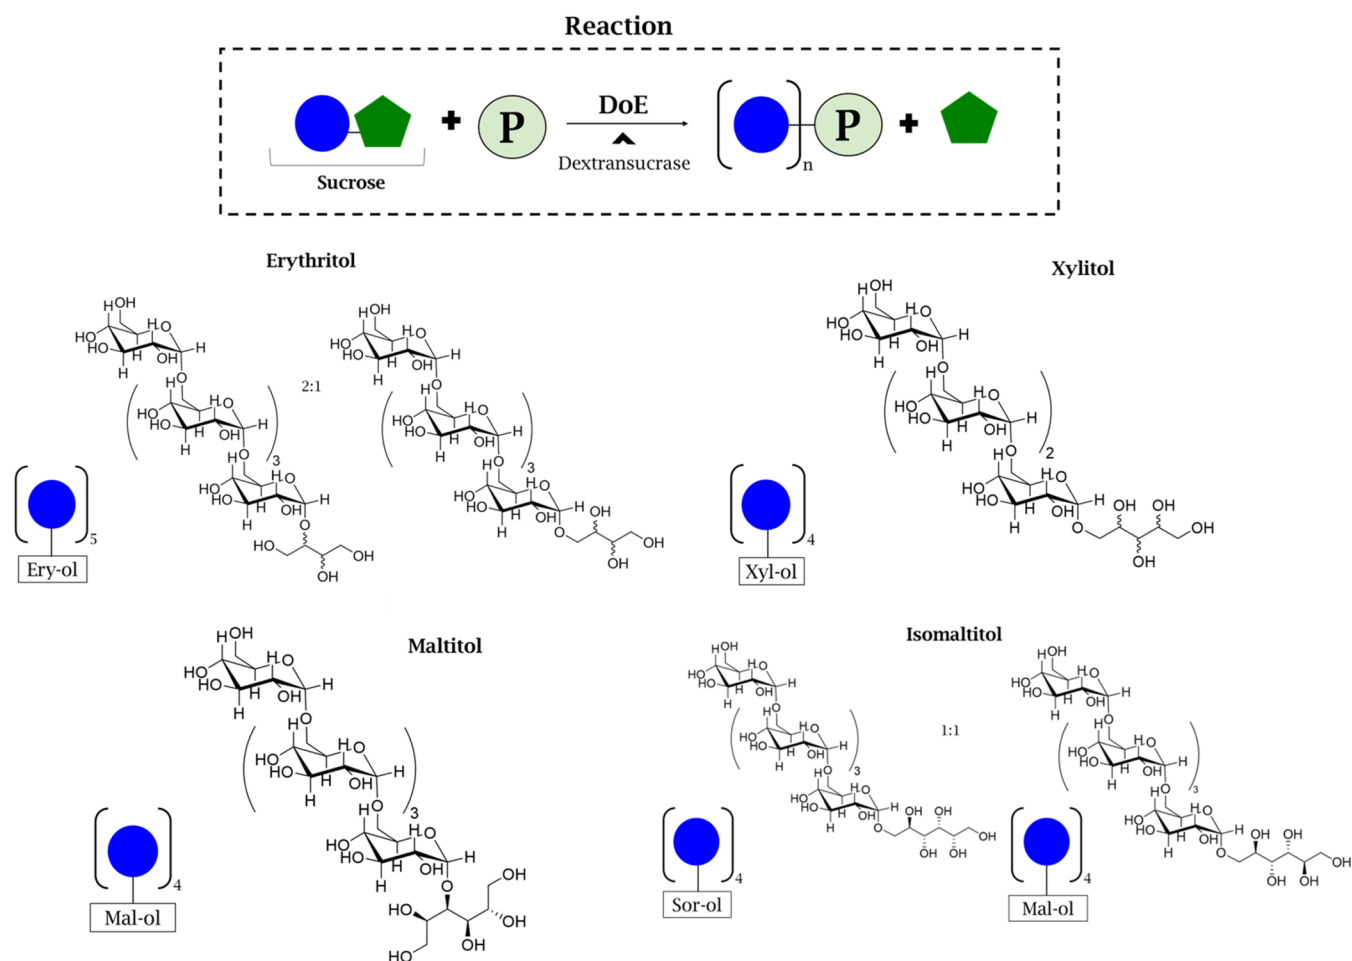 Reaction
P
DoE
Dextransucrase
n
P
Sucrose
Erythritol
Xylitol
2:1
3
3
2
5
Ery-ol
4
Xyl-ol
Maltitol
Isomaltitol
1:1
3
3
3
4
Mal-ol
4
Sor-ol
4
Mal-ol